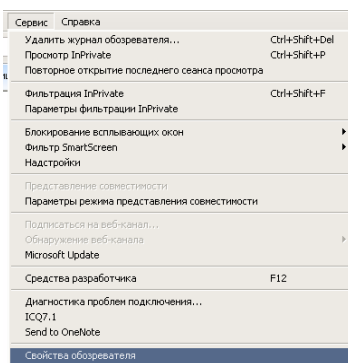 Сервис Справка
Удалить журнал обозревателя... Ctrl+Shift+Del
Просмотр InPrivate Ctrl+Shift+P
Повторное открытие последнего сеанса просмотра
Фильтрация InPrivate Ctrl+Shift+F
Параметры фильтрации InPrivate
Блокирование всплывающих окон
Фильтр SmartScreen
Надстройки
Представление совместимости
Параметры режима представления совместимости
Подписаться на веб-канал...
Обнаружение веб-канала
Microsoft Update
Средства разработчика F12
Диагностика проблем подключения...
ICQ7.1
Send to OneNote
Свойства обозревателя